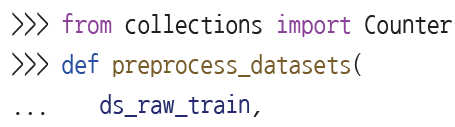 >>> from collections import Counter
>>> def preprocess_datasets(
...    ds_raw_train,